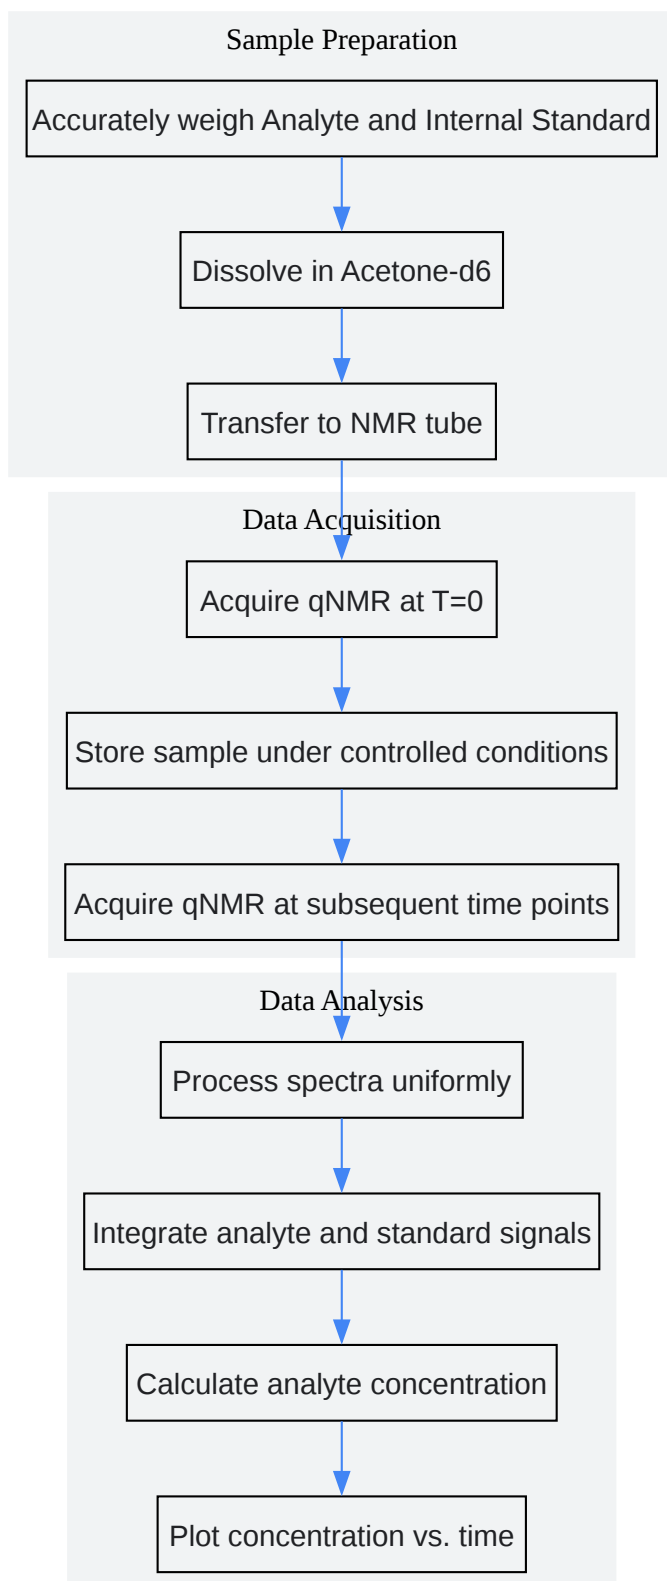 Sample Preparation
Accurately weigh Analyte and Internal Standard
Dissolve in Acetone-d6
Transfer to NMR tube
Data Acquisition
Acquire qNMR at T=0
Store sample under controlled conditions
Acquire qNMR at subsequent time points
Data Analysis
Process spectra uniformly
Integrate analyte and standard signals
Calculate analyte concentration
Plot concentration vs. time